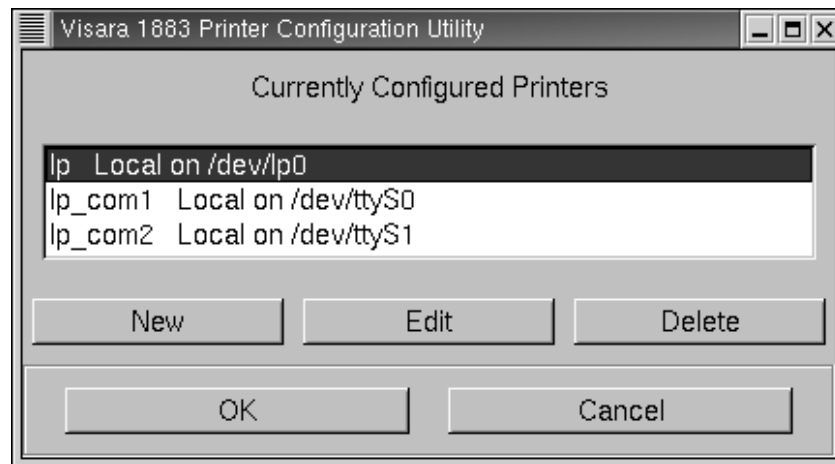 Visara 1883 Printer Configuration Utility
Currently Configured Printers
lp Local on /dev/lp0
lp_com1 Local on /dev/ttyS0
lp_com2 Local on /dev/ttyS1
New Edit Delete
OK Cancel